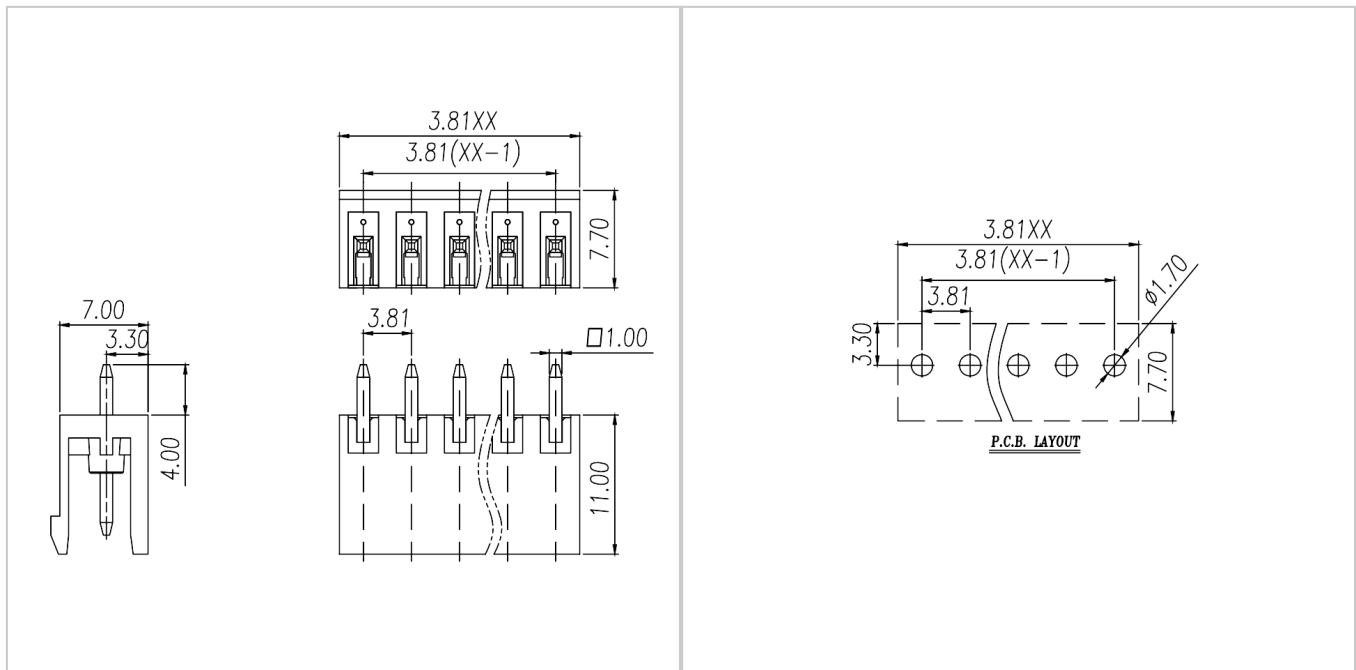 3.81XX
3.81(XX-1)
7.70
7.00
3.30
4.00
3.81
□1.00
11.00
3.81XX
3.81(XX-1)
3.81
ø1.70
3.30
7.70
P.C.B. LAYOUT